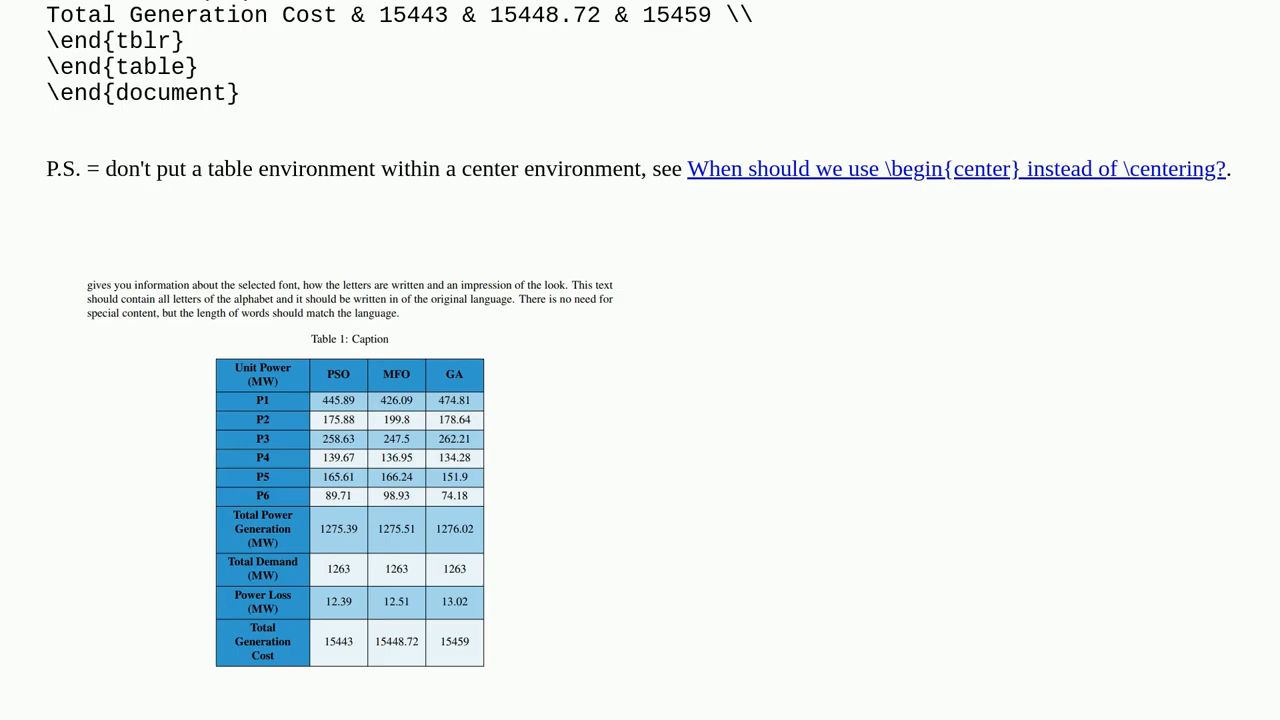 Total Generation Cost & 15443 & 15448.72 & 15459 \\
\end{tblr}
\end{table}
\end{document}
P.S. = don't put a table environment within a center environment, see When should we use \begin{center} instead of \centering?.
gives you information about the selected font, how the letters are written and an impression of the look. This text
should contain all letters of the alphabet and it should be written in of the original language. There is no need for
special content, but the length of words should match the language.
Table 1: Caption
Unit Power
(MW) PSO MFO GA
P1 445.89 426.09 474.81
P2 175.88 199.8 178.64
P3 258.63 247.5 262.21
P4 139.67 136.95 134.28
P5 165.61 166.24 151.9
P6 89.71 98.93 74.18
Total Power
Generation
(MW) 1275.39 1275.51 1276.02
Total Demand
(MW) 1263 1263 1263
Power Loss
(MW) 12.39 12.51 13.02
Total
Generation
Cost 15443 15448.72 15459